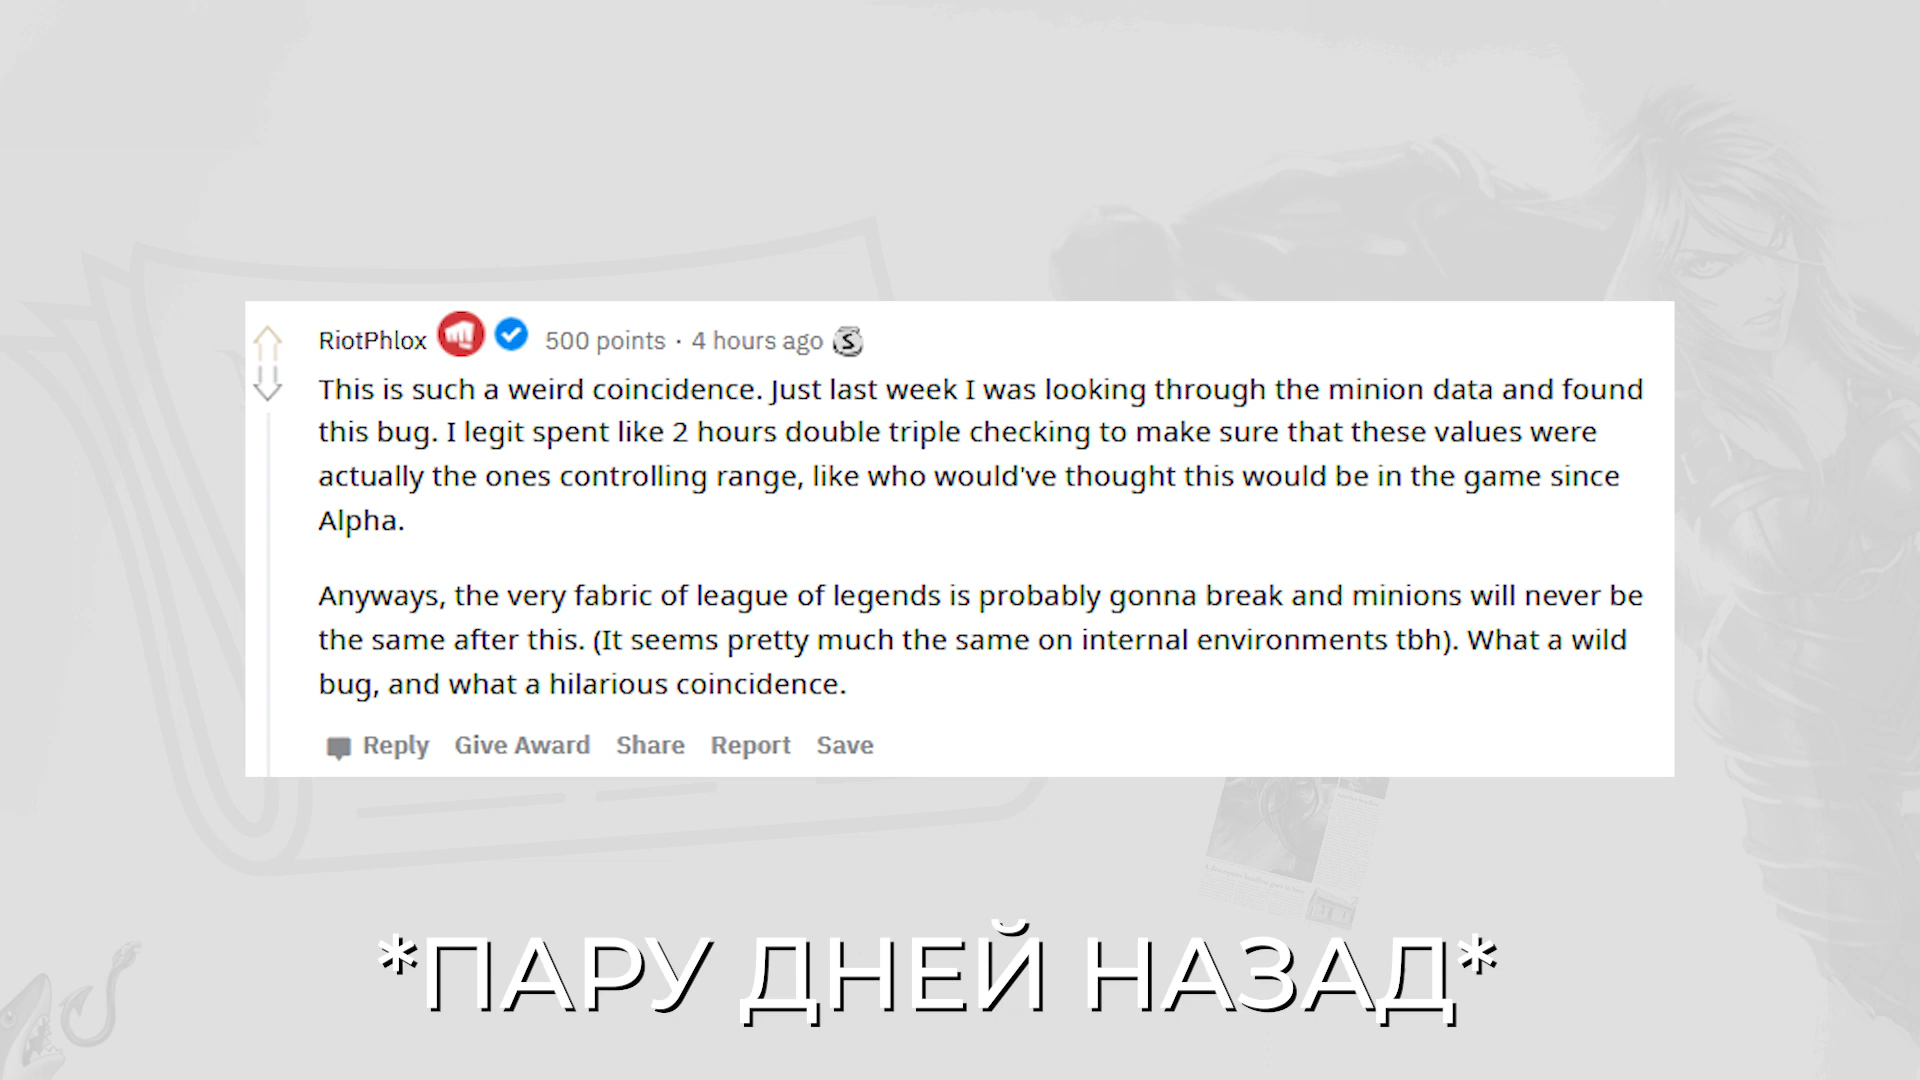 RiotPhlox 500 points · 4 hours ago S
This is such a weird coincidence. Just last week I was looking through the minion data and found
this bug. I legit spent like 2 hours double triple checking to make sure that these values were
actually the ones controlling range, like who would've thought this would be in the game since
Alpha.
Anyways, the very fabric of league of legends is probably gonna break and minions will never be
the same after this. (It seems pretty much the same on internal environments tbh). What a wild
bug, and what a hilarious coincidence.
Reply Give Award Share Report Save
*ПАРУ ДНЕЙ НАЗАД*